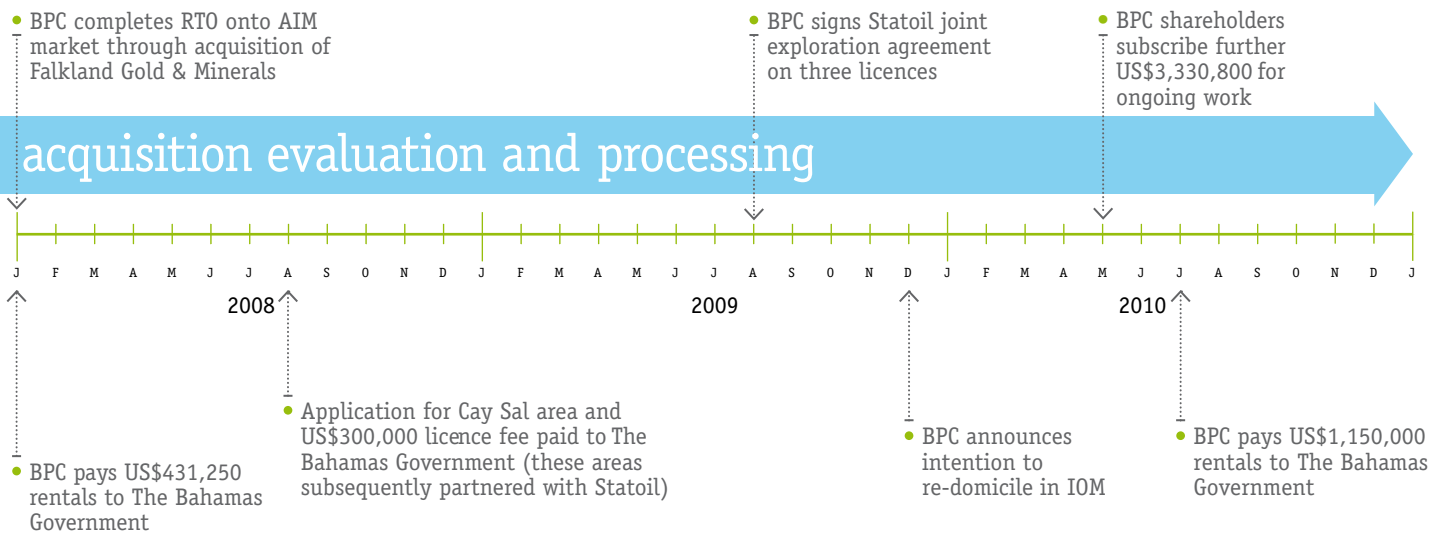 BPC completes RTO onto AIM
market through acquisition of
Falkland Gold & Minerals
BPC signs Statoil joint
exploration agreement
on three licences
BPC shareholders
subscribe further
US$3,330,800 for
ongoing work
acquisition evaluation and processing
J F M A M J J A S O N D J F M A M J J A S O N D J F M A M J J A S O N D J
2008 2009 2010
BPC pays US$431,250
rentals to The Bahamas
Government
Application for Cay Sal area and
US$300,000 licence fee paid to The
Bahamas Government (these areas
subsequently partnered with Statoil)
BPC announces
intention to
re-domicile in IOM
BPC pays US$1,150,000
rentals to The Bahamas
Government